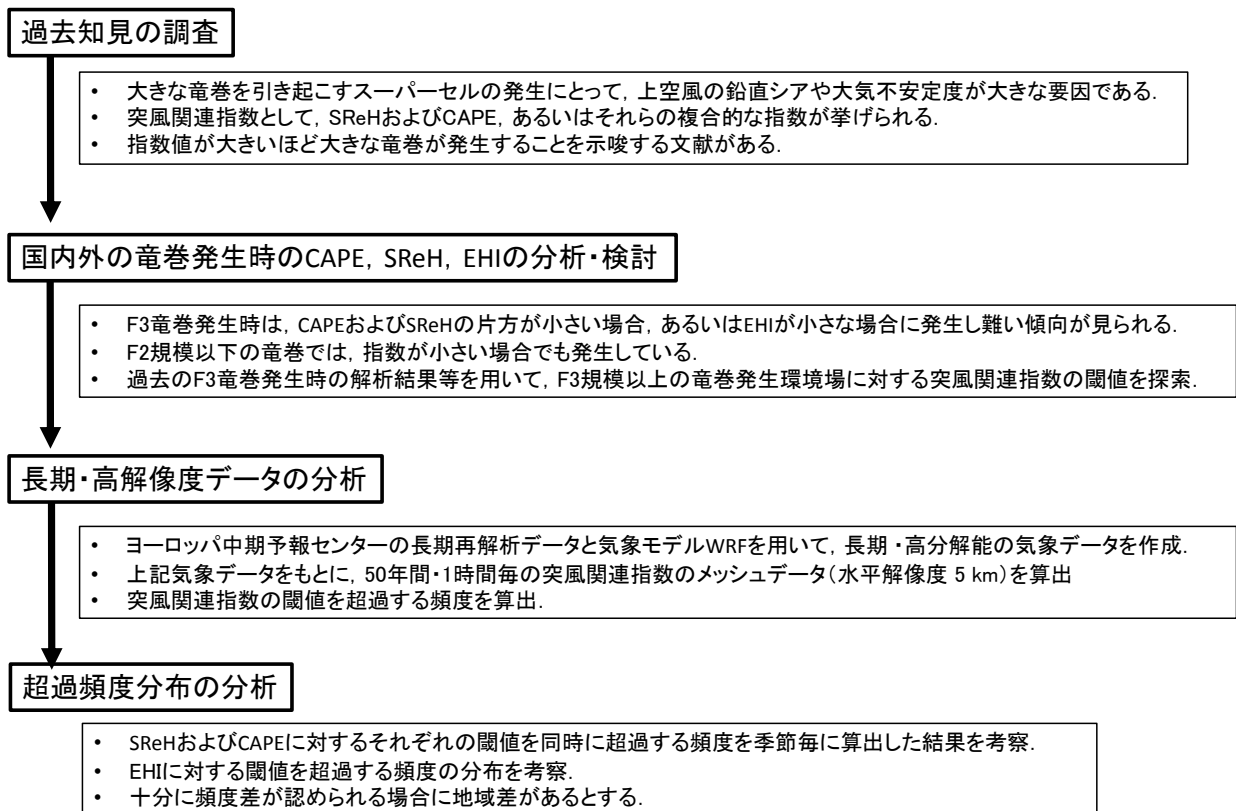 過去知見の調査
• 大きな竜巻を引き起こすスーパーセルの発生にとって，上空風の鉛直シアや大気不安定度が大きな要因である．
• 突風関連指数として，SReHおよびCAPE，あるいはそれらの複合的な指数が挙げられる．
• 指数値が大きいほど大きな竜巻が発生することを示唆する文献がある．
国内外の竜巻発生時のCAPE，SReH，EHIの分析・検討
• F3竜巻発生時は，CAPEおよびSReHの片方が小さい場合，あるいはEHIが小さな場合に発生し難い傾向が見られる．
• F2規模以下の竜巻では，指数が小さい場合でも発生している．
• 過去のF3竜巻発生時の解析結果等を用いて，F3規模以上の竜巻発生環境場に対する突風関連指数の閾値を探索．
長期・高解像度データの分析
• ヨーロッパ中期予報センターの長期再解析データと気象モデルWRFを用いて，長期・高分解能の気象データを作成．
• 上記気象データをもとに，50年間・1時間毎の突風関連指数のメッシュデータ（水平解像度 5 km）を算出
• 突風関連指数の閾値を超過する頻度を算出．
超過頻度分布の分析
• SReHおよびCAPEに対するそれぞれの閾値を同時に超過する頻度を季節毎に算出した結果を考察．
• EHIに対する閾値を超過する頻度の分布を考察．
• 十分に頻度差が認められる場合に地域差があるとする．